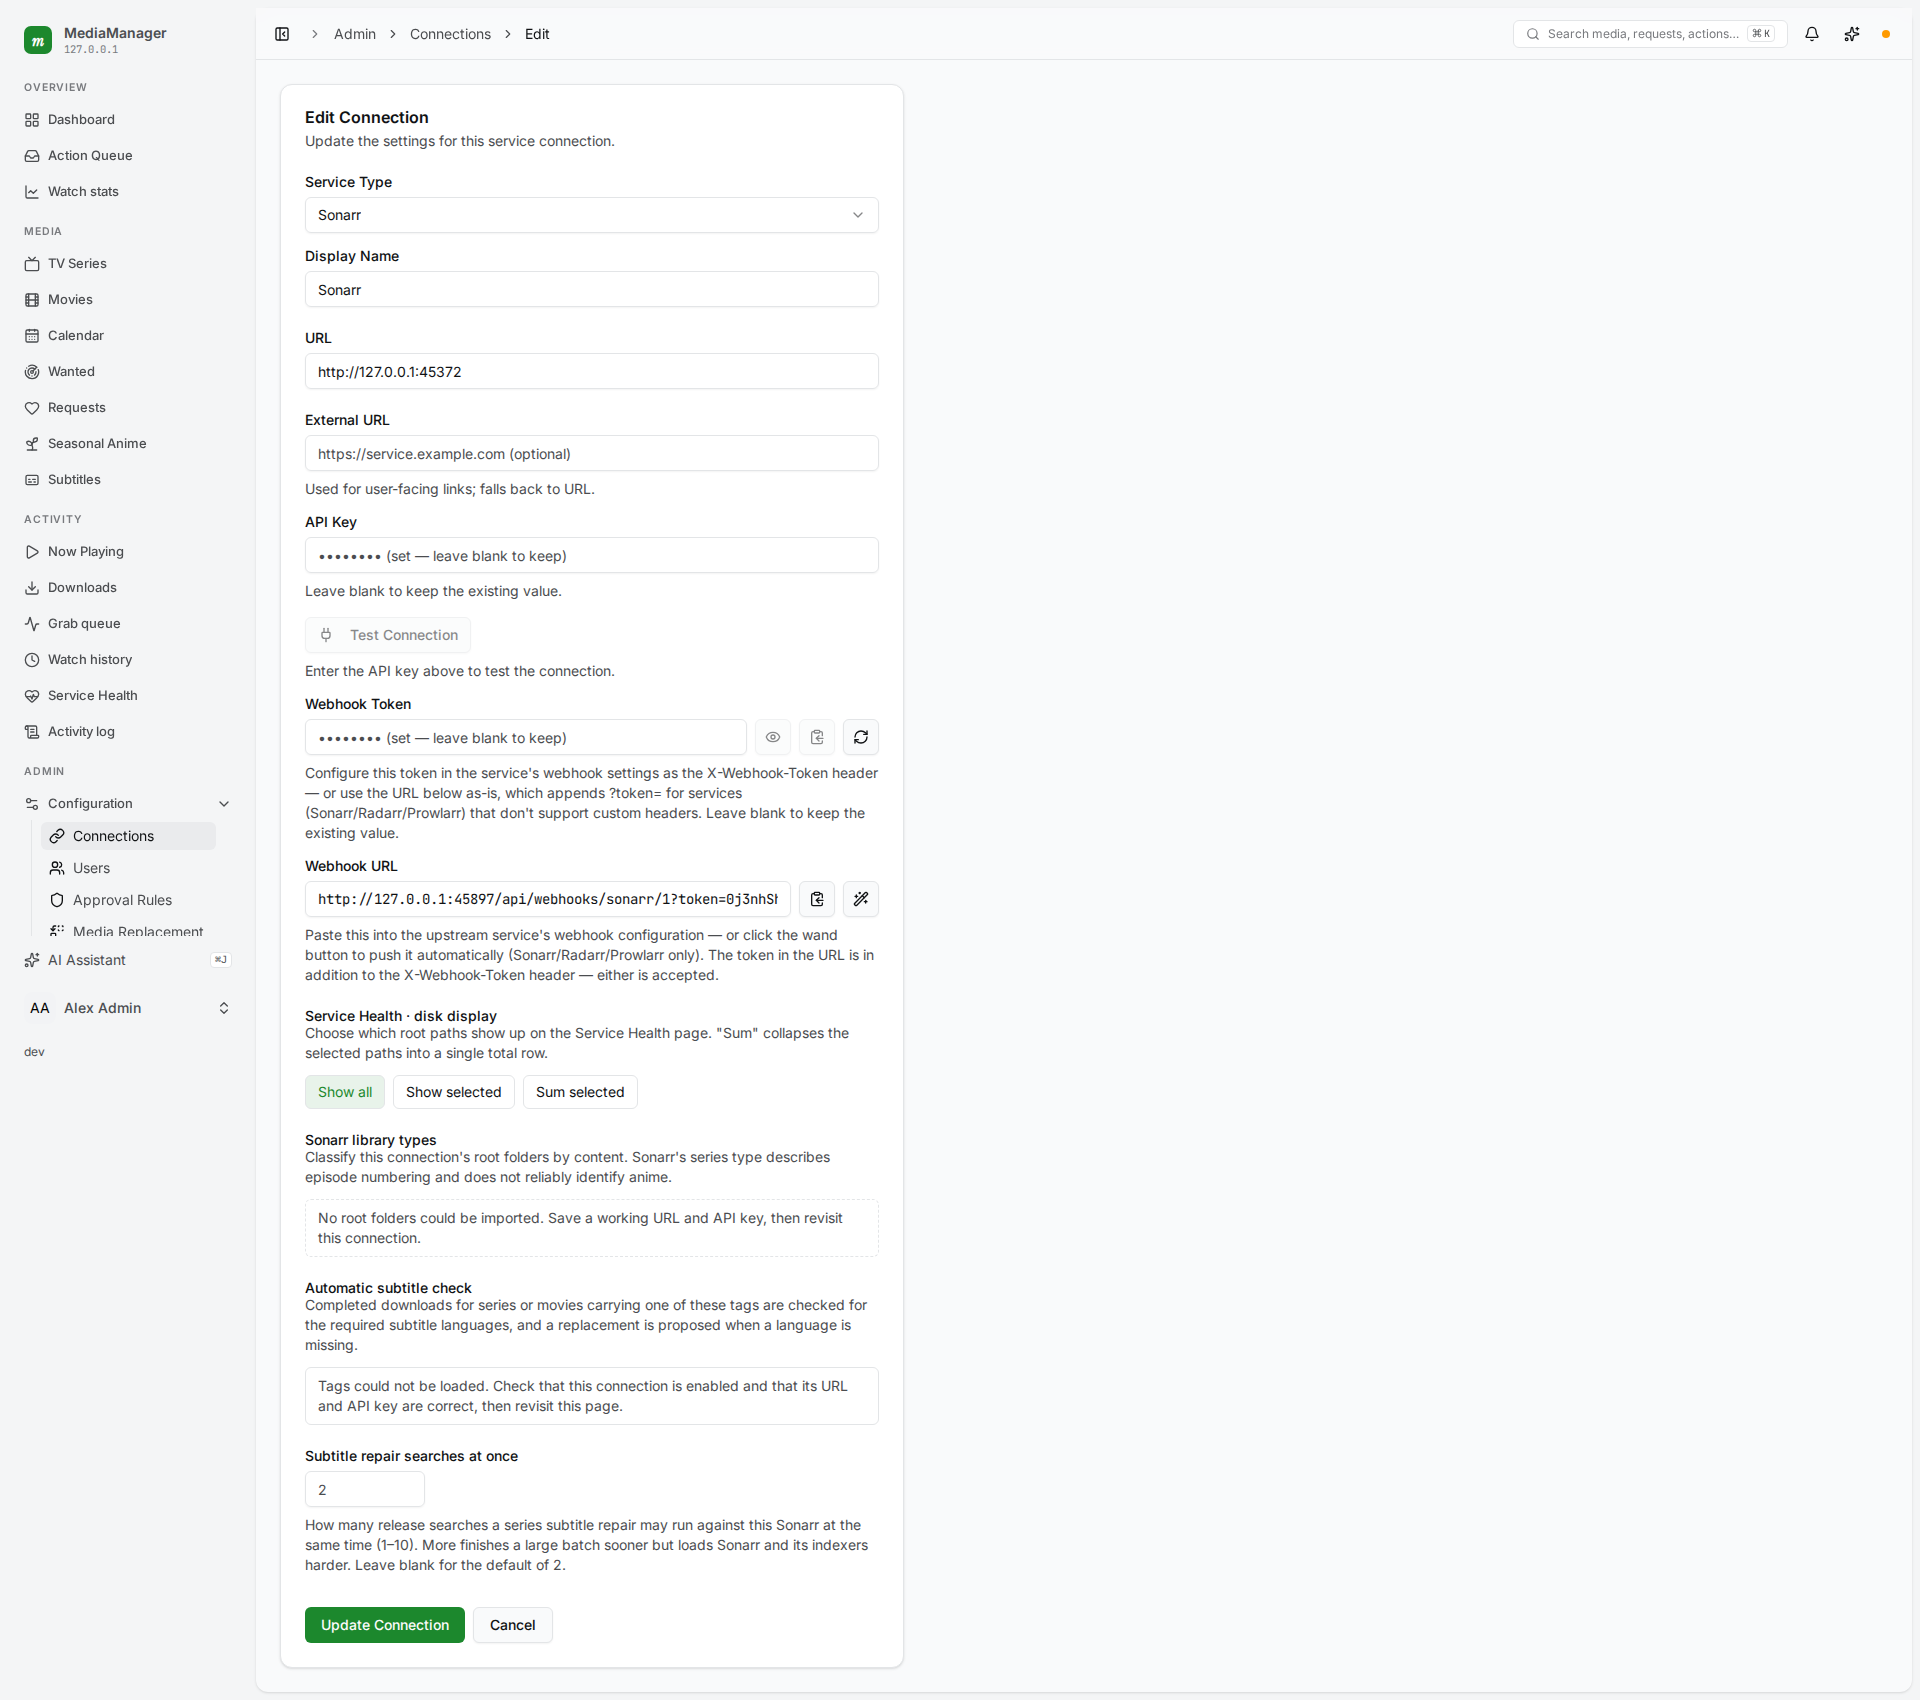 MediaManager
127.0.0.1
OVERVIEW
Dashboard
Action Queue
Watch stats
MEDIA
TV Series
Movies
Calendar
Wanted
Requests
Seasonal Anime
Subtitles
ACTIVITY
Now Playing
Downloads
Grab queue
Watch history
Service Health
Activity log
ADMIN
Configuration
Connections
Users
Approval Rules
Media Replacement
AI Assistant
⌘J
AA Alex Admin
dev
Admin > Connections > Edit
Search media, requests, actions... ⌘K
Edit Connection
Update the settings for this service connection.
Service Type
Sonarr
Display Name
Sonarr
URL
http://127.0.0.1:45372
External URL
https://service.example.com (optional)
Used for user-facing links; falls back to URL.
API Key
•••••••• (set — leave blank to keep)
Leave blank to keep the existing value.
Test Connection
Enter the API key above to test the connection.
Webhook Token
•••••••• (set — leave blank to keep)
Configure this token in the service's webhook settings as the X-Webhook-Token header
— or use the URL below as-is, which appends ?token= for services
(Sonarr/Radarr/Prowlarr) that don't support custom headers. Leave blank to keep the
existing value.
Webhook URL
http://127.0.0.1:45897/api/webhooks/sonarr/1?token=0j3nhSh
Paste this into the upstream service's webhook configuration — or click the wand
button to push it automatically (Sonarr/Radarr/Prowlarr only). The token in the URL is in
addition to the X-Webhook-Token header — either is accepted.
Service Health · disk display
Choose which root paths show up on the Service Health page. "Sum" collapses the
selected paths into a single total row.
Show all
Show selected
Sum selected
Sonarr library types
Classify this connection's root folders by content. Sonarr's series type describes
episode numbering and does not reliably identify anime.
No root folders could be imported. Save a working URL and API key, then revisit
this connection.
Automatic subtitle check
Completed downloads for series or movies carrying one of these tags are checked for
the required subtitle languages, and a replacement is proposed when a language is
missing.
Tags could not be loaded. Check that this connection is enabled and that its URL
and API key are correct, then revisit this page.
Subtitle repair searches at once
2
How many release searches a series subtitle repair may run against this Sonarr at the
same time (1–10). More finishes a large batch sooner but loads Sonarr and its indexers
harder. Leave blank for the default of 2.
Update Connection
Cancel